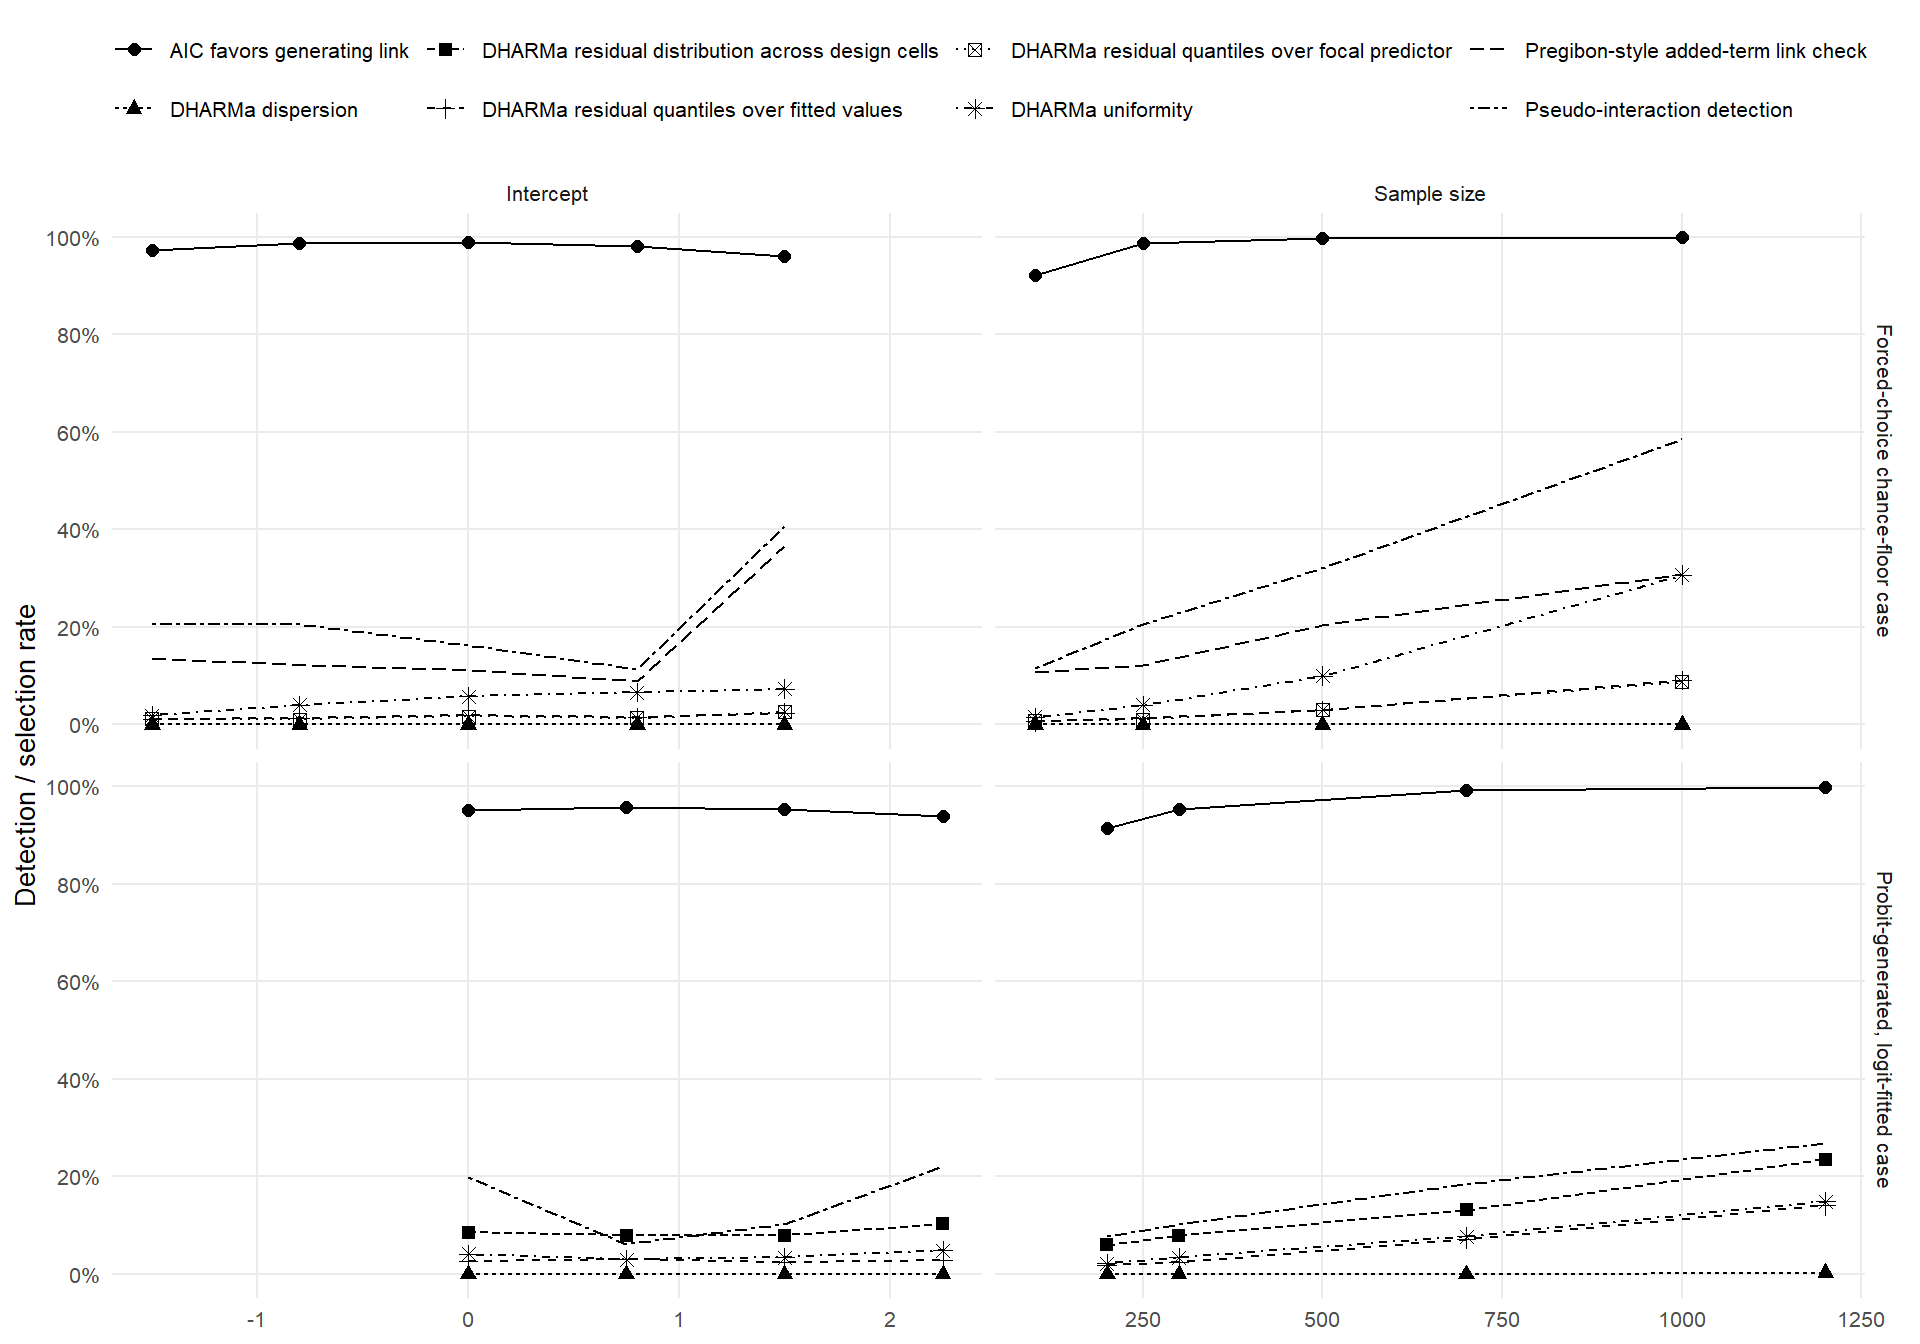 AIC favors generating link
DHARMa residual distribution across design cells
DHARMa residual quantiles over focal predictor
Pregibon-style added-term link check
DHARMa dispersion
DHARMa residual quantiles over fitted values
DHARMa uniformity
Pseudo-interaction detection
Intercept
Sample size
100%
80%
60%
40%
20%
0%
Forced-choice chance-floor case
Detection / selection rate
100%
80%
60%
40%
20%
0%
Probit-generated, logit-fitted case
-1 0 1 2
250 500 750 1000 1250